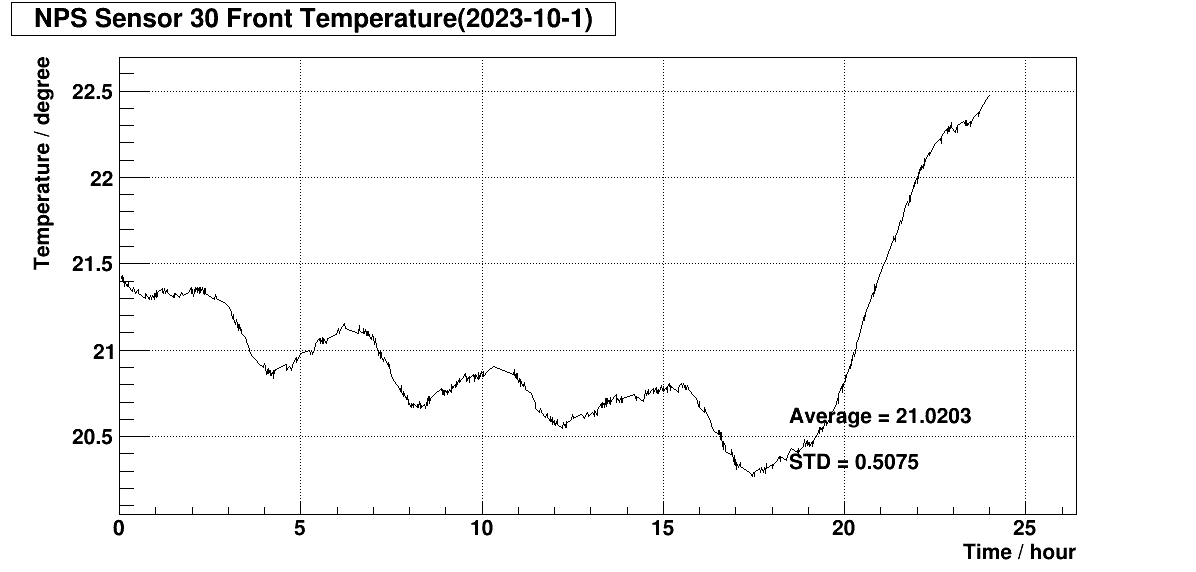 NPS Sensor 30 Front Temperature(2023-10-1)
Temperature / degree
22.5
22
21.5
21
20.5
Average = 21.0203
STD = 0.5075
0 5 10 15 20 25
Time / hour